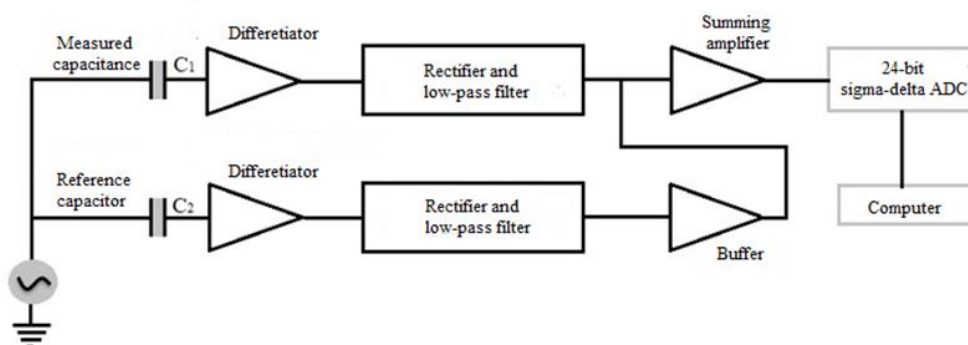 Measured
capacitance
C1
Differetiator
Rectifier and
low-pass filter
Summing
amplifier
24-bit
sigma-delta ADC
Reference
capacitor
C2
Differetiator
Rectifier and
low-pass filter
Buffer
Computer